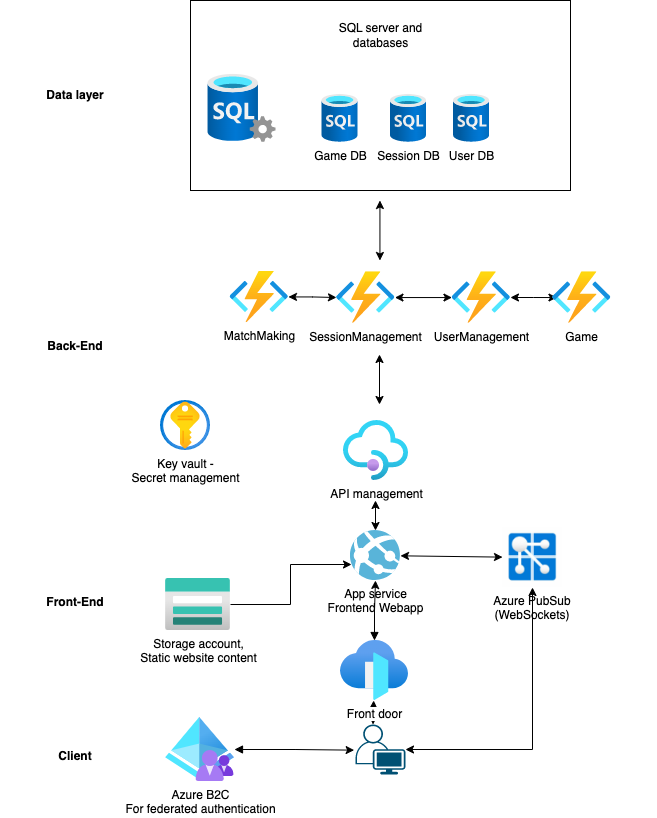 SQL server and
databases
Data layer
SQL
SQL
SQL
SQL
Game DB
Session DB
User DB
MatchMaking
SessionManagement
UserManagement
Game
Back-End
Key vault -
Secret management
API management
App service
Frontend Webapp
Azure PubSub
(WebSockets)
Front-End
Storage account,
Static website content
Front door
Client
Azure B2C
For federated authentication